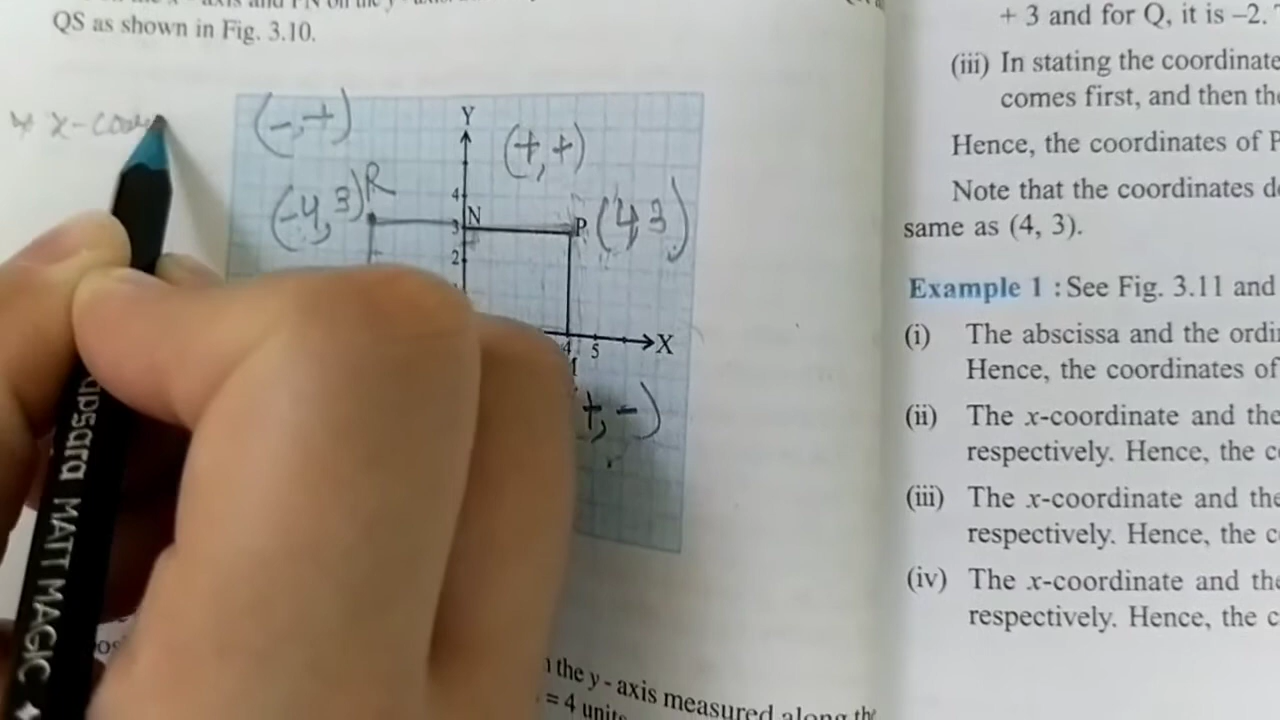 QS as shown in Fig. 3.10.
x-coor
(-,+)
Y
(+,+)
4
(-4,3) R
3
N
P (4,3)
2
4
5
X
+, -)
the y - axis measured along the
= 4 units
apsara MATT MAGIC
+ 3 and for Q, it is –2.
(iii) In stating the coordinate
comes first, and then the
Hence, the coordinates of P
Note that the coordinates d
same as (4, 3).
Example 1 : See Fig. 3.11 and
(i) The abscissa and the ordi
Hence, the coordinates of
(ii) The x-coordinate and the
respectively. Hence, the c
(iii) The x-coordinate and the
respectively. Hence, the c
(iv) The x-coordinate and the
respectively. Hence, the c